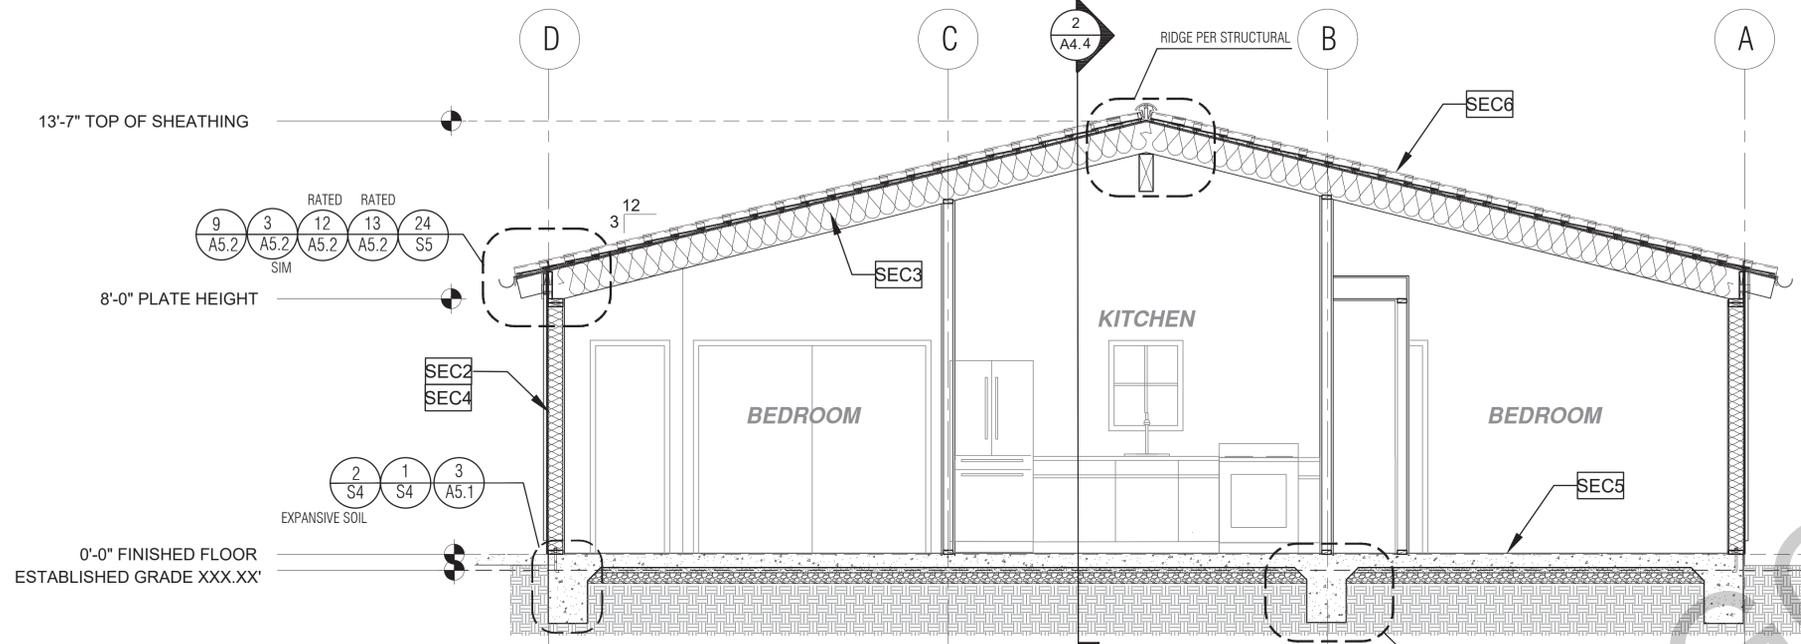 D
C
2
A4.4
RIDGE PER STRUCTURAL
B
A
13'-7" TOP OF SHEATHING
SEC6
RATED RATED
9 3 12 13 24
A5.2 A5.2 A5.2 A5.2 S5
SIM
12
3
SEC3
8'-0" PLATE HEIGHT
KITCHEN
SEC2
SEC4
BEDROOM
BEDROOM
2 1 3
S4 S4 A5.1
EXPANSIVE SOIL
SEC5
0'-0" FINISHED FLOOR
ESTABLISHED GRADE XXX.XX'